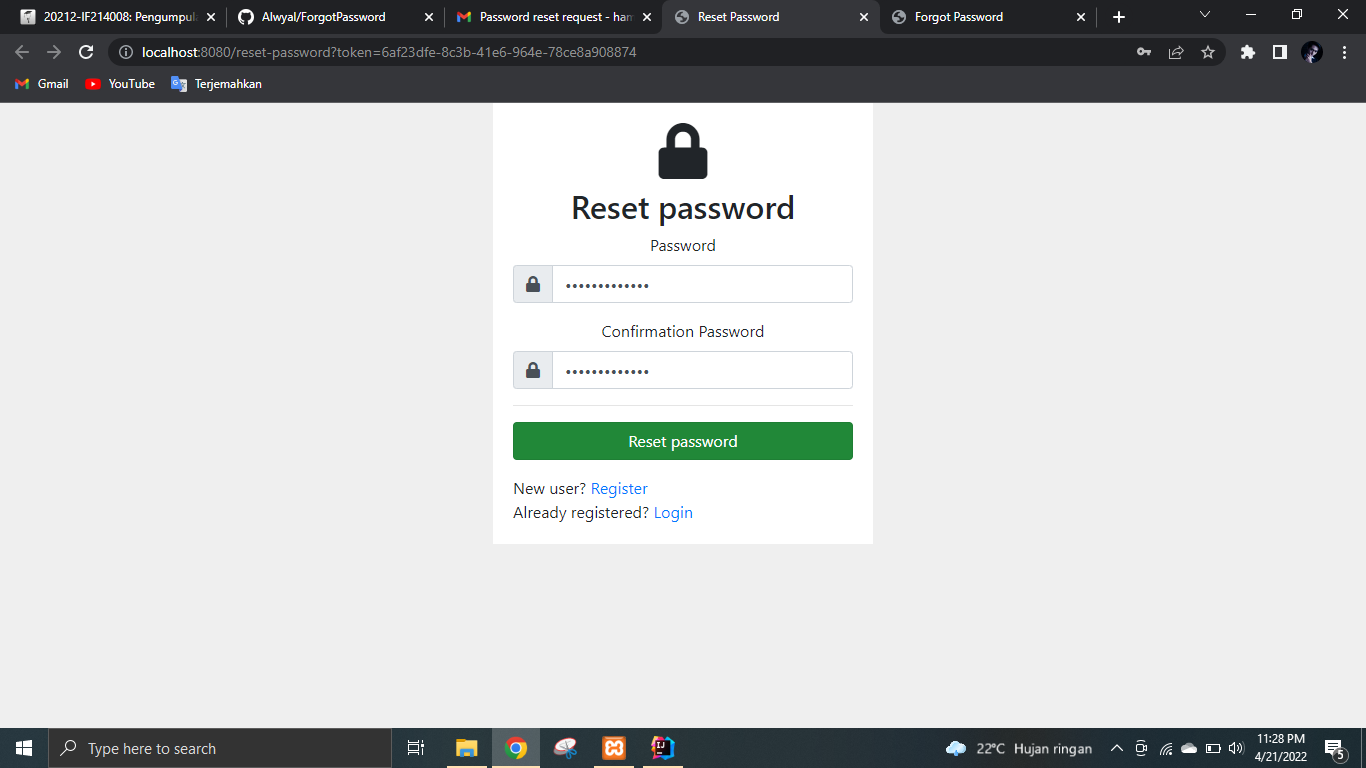 20212-IF214008: Pengumpula
Alwyal/ForgotPassword
Password reset request - ham
Reset Password
Forgot Password
localhost:8080/reset-password?token=6af23dfe-8c3b-41e6-964e-78ce8a908874
Gmail
YouTube
Terjemahkan
Reset password
Password
•••••••••••••
Confirmation Password
•••••••••••••
Reset password
New user? Register
Already registered? Login
Type here to search
22°C Hujan ringan
11:28 PM
4/21/2022
5